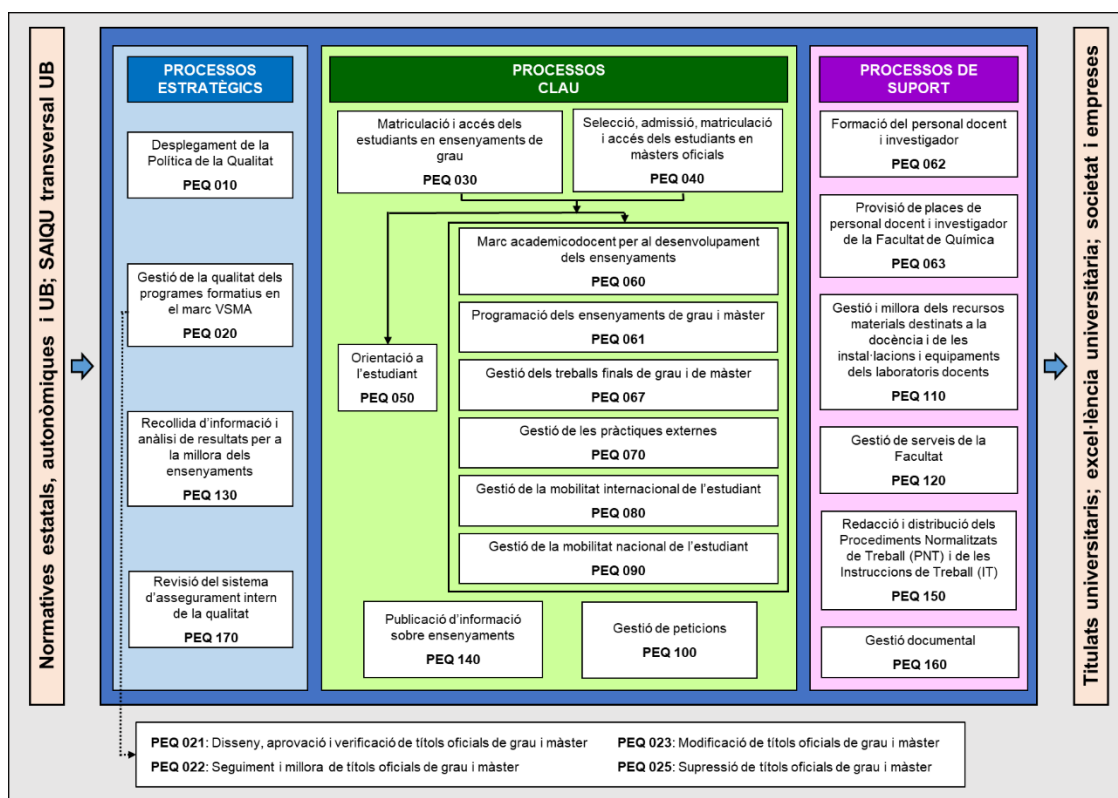 Normatives estatals, autonòmiques i UB; SAIQU transversal UB
PROCESSOS
ESTRATÈGICS
Desplegament de la
Política de la Qualitat
PEQ 010
Gestió de la qualitat dels
programes formatius en
el marc VSMA
PEQ 020
Recollida d’informació i
anàlisi de resultats per a
la millora dels
ensenyaments
PEQ 130
Revisió del sistema
d’assegurament intern
de la qualitat
PEQ 170
PROCESSOS
CLAU
Matriculació i accés dels
estudiants en ensenyaments de
grau
PEQ 030
Selecció, admissió, matriculació
i accés dels estudiants en
màsters oficials
PEQ 040
Orientació a
l’estudiant
PEQ 050
Marc academicodocent per al desenvolupament
dels ensenyaments
PEQ 060
Programació dels ensenyaments de grau i màster
PEQ 061
Gestió dels treballs finals de grau i de màster
PEQ 067
Gestió de les pràctiques externes
PEQ 070
Gestió de la mobilitat internacional de l’estudiant
PEQ 080
Gestió de la mobilitat nacional de l’estudiant
PEQ 090
Publicació d’informació
sobre ensenyaments
PEQ 140
Gestió de peticions
PEQ 100
PROCESSOS DE
SUPORT
Formació del personal docent
i investigador
PEQ 062
Provisió de places de
personal docent i investigador
de la Facultat de Química
PEQ 063
Gestió i millora dels recursos
materials destinats a la
docència i de les
instal·lacions i equipaments
dels laboratoris docents
PEQ 110
Gestió de serveis de la
Facultat
PEQ 120
Redacció i distribució dels
Procediments Normalitzats
de Treball (PNT) i de les
Instruccions de Treball (IT)
PEQ 150
Gestió documental
PEQ 160
Titulats universitaris; excel·lència universitària; societat i empreses
PEQ 021: Disseny, aprovació i verificació de títols oficials de grau i màster
PEQ 022: Seguiment i millora de títols oficials de grau i màster
PEQ 023: Modificació de títols oficials de grau i màster
PEQ 025: Supressió de títols oficials de grau i màster